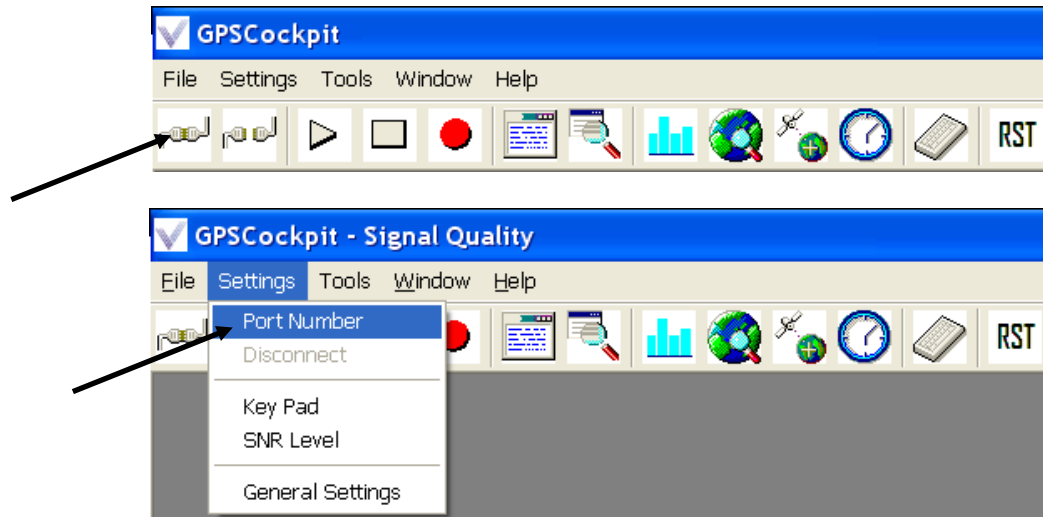 GPSCockpit
File Settings Tools Window Help
RST
GPSCockpit - Signal Quality
File Settings Tools Window Help
RST
Port Number
Disconnect
Key Pad
SNR Level
General Settings